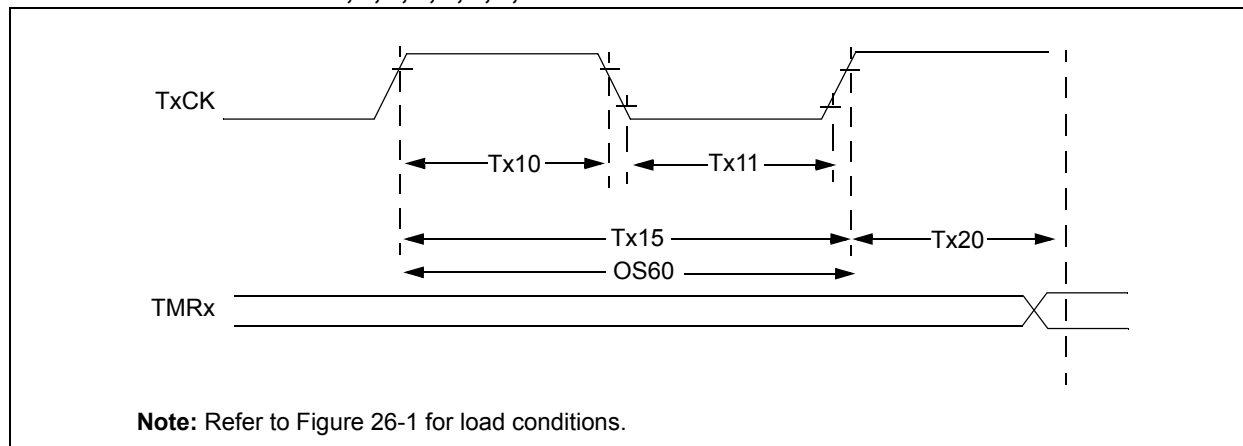 TxCK
Tx10
Tx11
Tx15
Tx20
OS60
TMRx
Note: Refer to Figure 26-1 for load conditions.